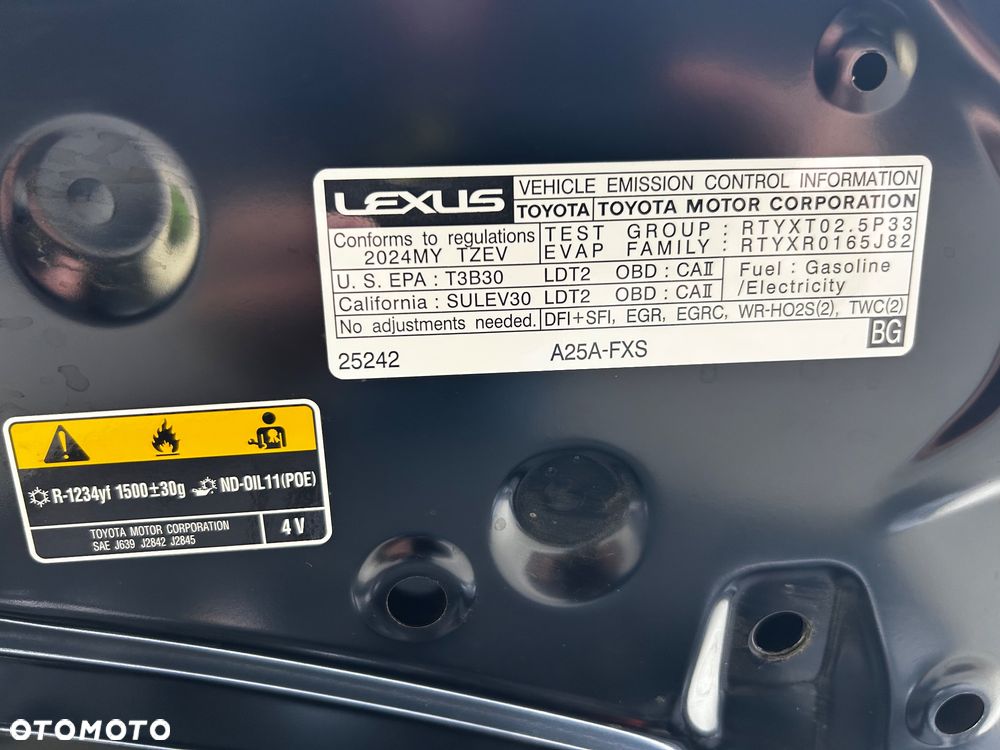 LEXUS
VEHICLE EMISSION CONTROL INFORMATION
TOYOTA TOYOTA MOTOR CORPORATION
Conforms to regulations
2024MY TZEV
TEST GROUP : RTYXT02.5P33
EVAP FAMILY : RTYXR0165J82
U.S. EPA : T3B30 LDT2 OBD : CAII
California : SULEV30 LDT2 OBD : CAII
Fuel : Gasoline
/Electricity
No adjustments needed. DFI+SFI, EGR, EGRC, WR-HO2S(2), TWC(2)
25242 A25A-FXS BG
R-1234yf 1500±30g ND-OIL11(POE)
TOYOTA MOTOR CORPORATION
SAE J639 J2842 J2845
4V
OTOMOTO